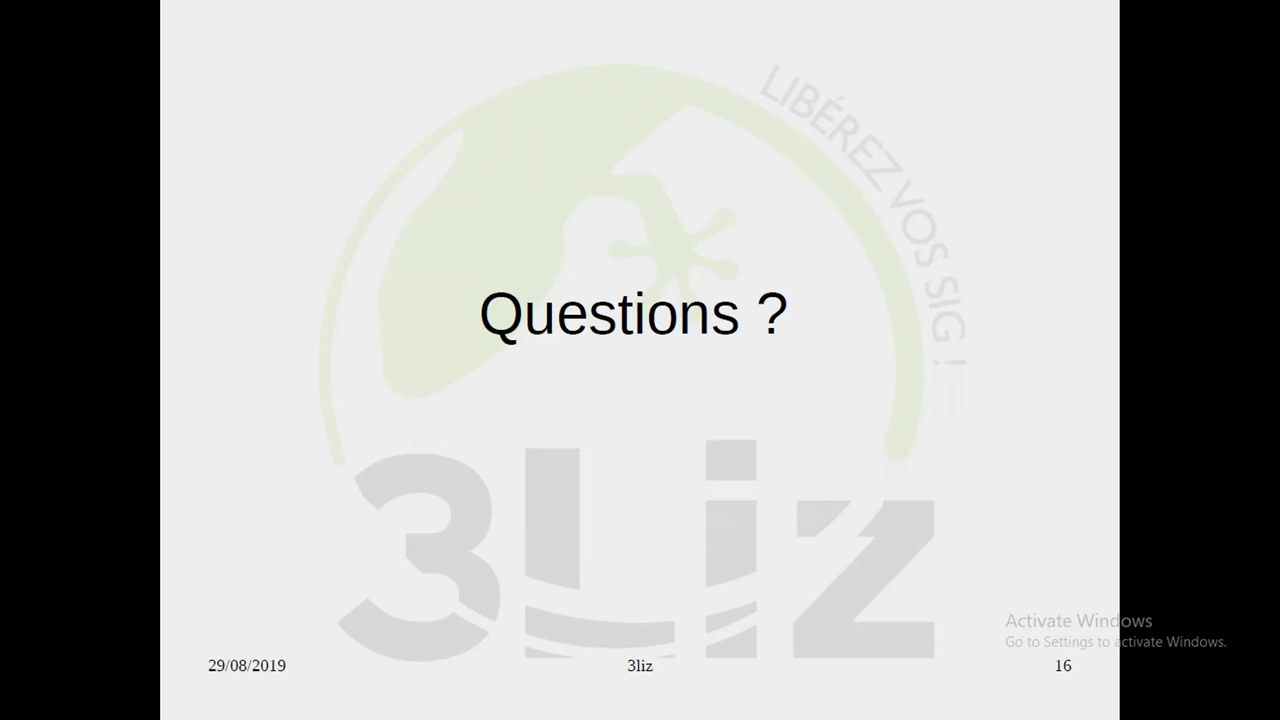 LIBÉREZ VOS SIG !
Questions ?
3Liz
Activate Windows
Go to Settings to activate Windows.
29/08/2019
3liz
16